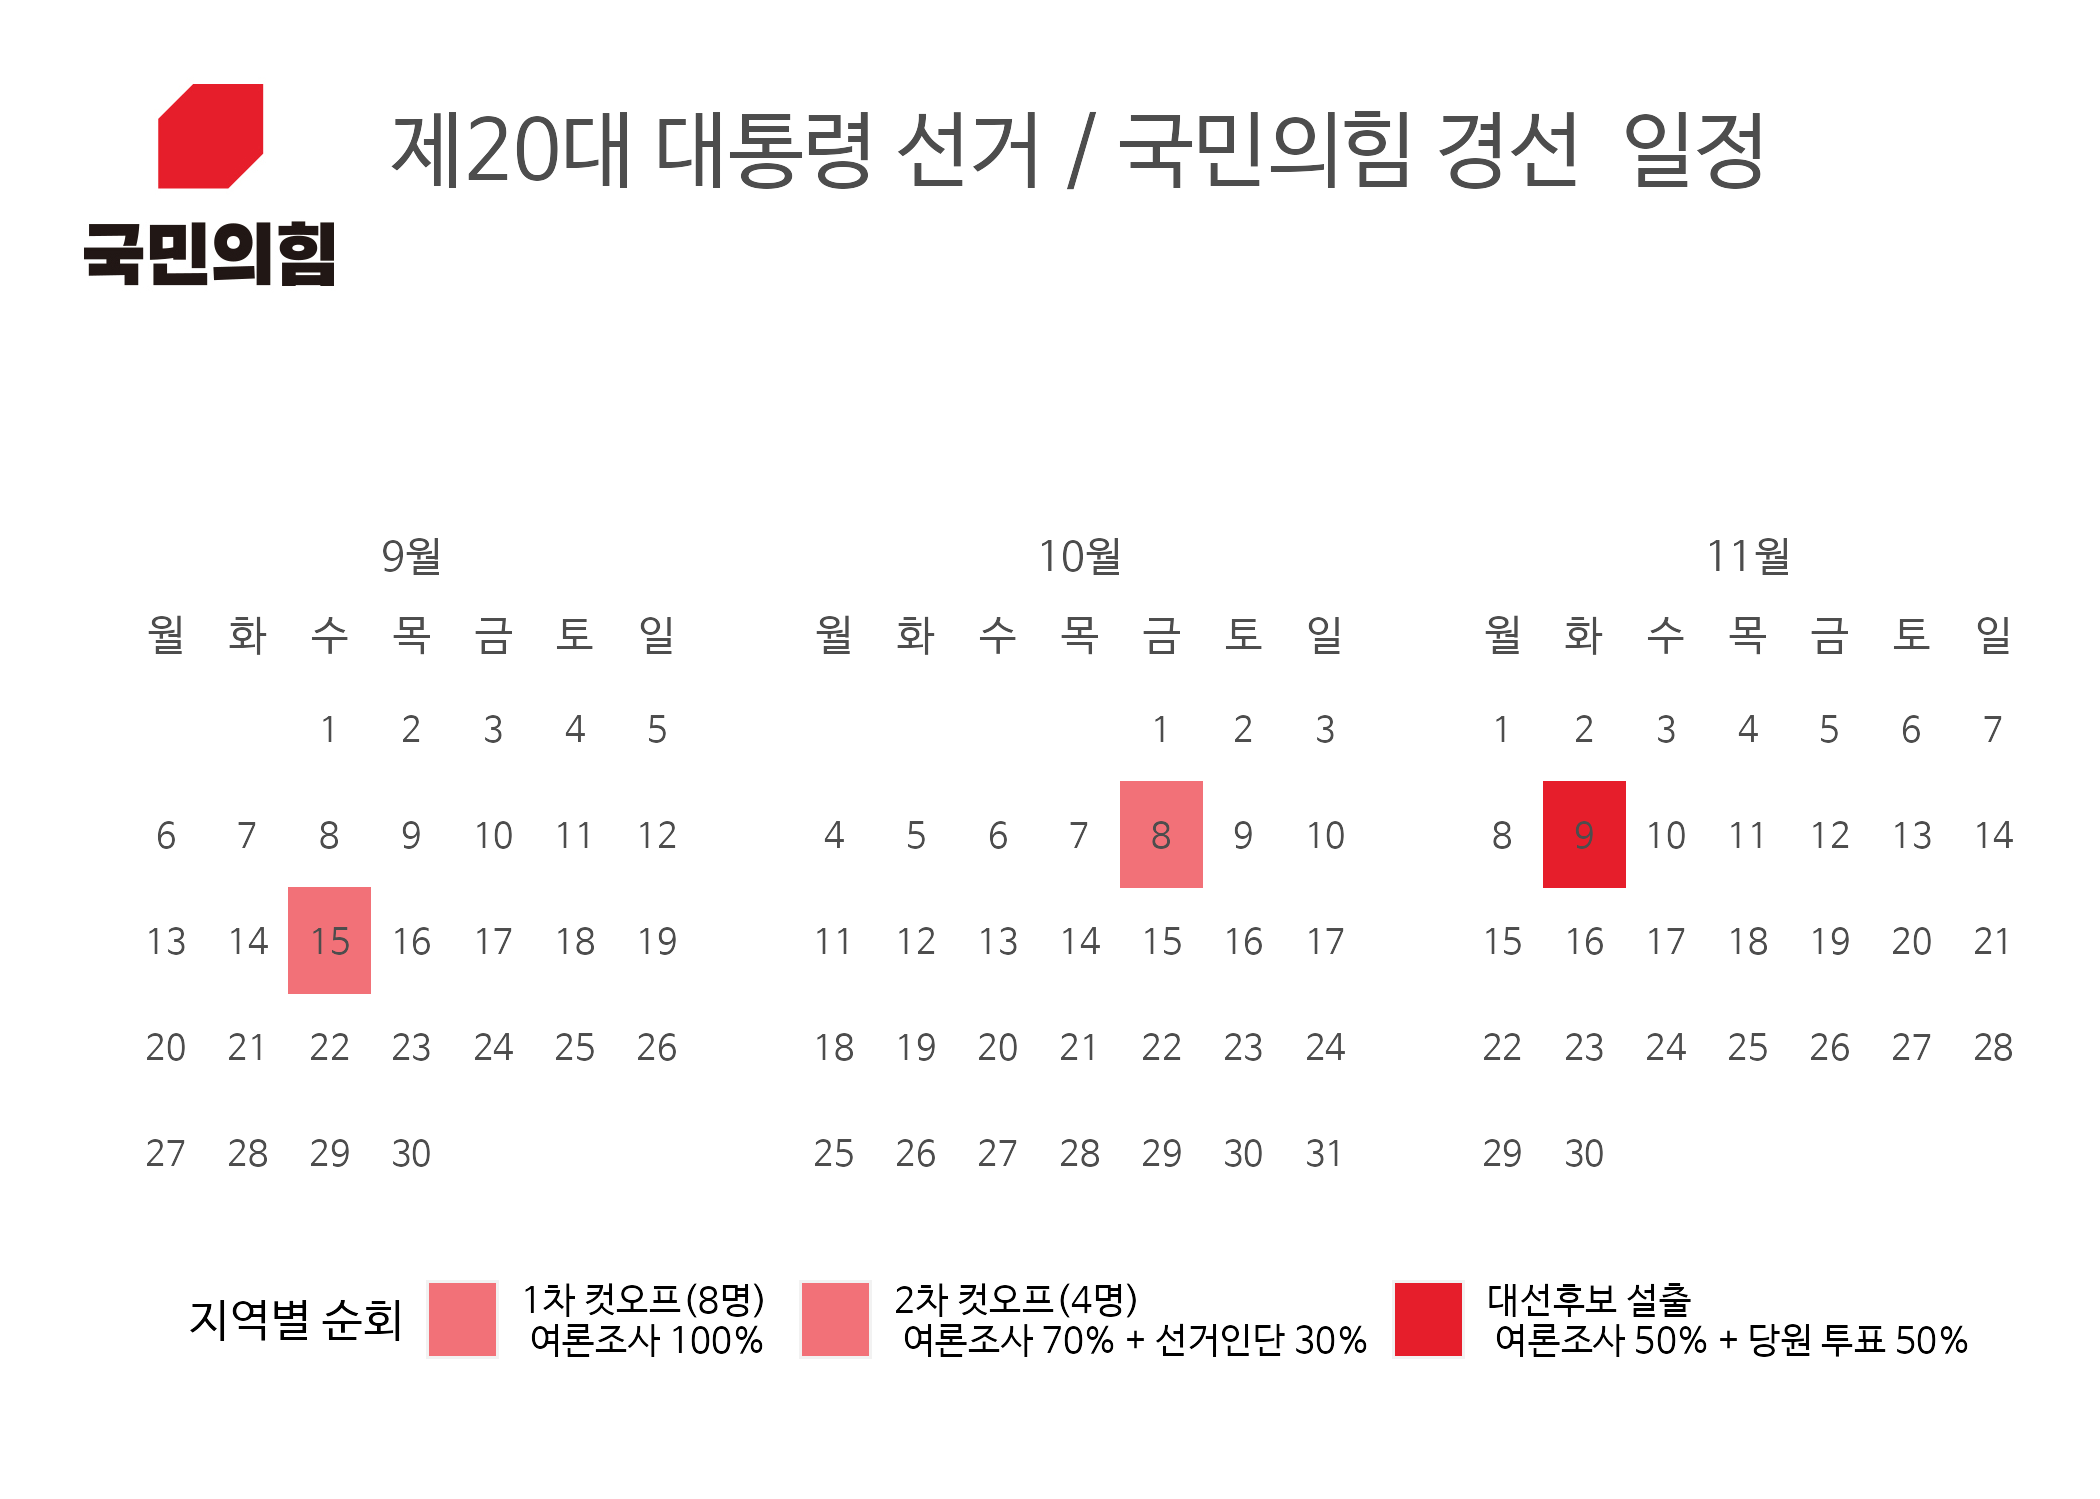 국민의힘
제20대 대통령 선거 / 국민의힘 경선 일정
9월
월 화 수 목 금 토 일
1 2 3 4 5
6 7 8 9 10 11 12
13 14 15 16 17 18 19
20 21 22 23 24 25 26
27 28 29 30
10월
월 화 수 목 금 토 일
1 2 3
4 5 6 7 8 9 10
11 12 13 14 15 16 17
18 19 20 21 22 23 24
25 26 27 28 29 30 31
11월
월 화 수 목 금 토 일
1 2 3 4 5 6 7
8 9 10 11 12 13 14
15 16 17 18 19 20 21
22 23 24 25 26 27 28
29 30
지역별 순회
1차 컷오프(8명)
여론조사 100%
2차 컷오프(4명)
여론조사 70% + 선거인단 30%
대선후보 설출
여론조사 50% + 당원 투표 50%